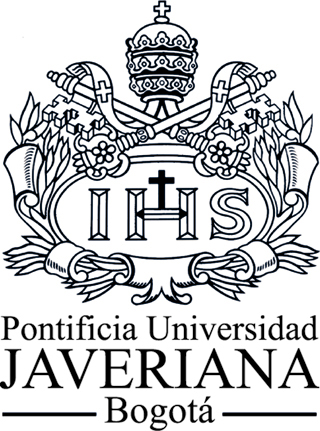 IHS
Pontificia Universidad
JAVERIANA
Bogotá